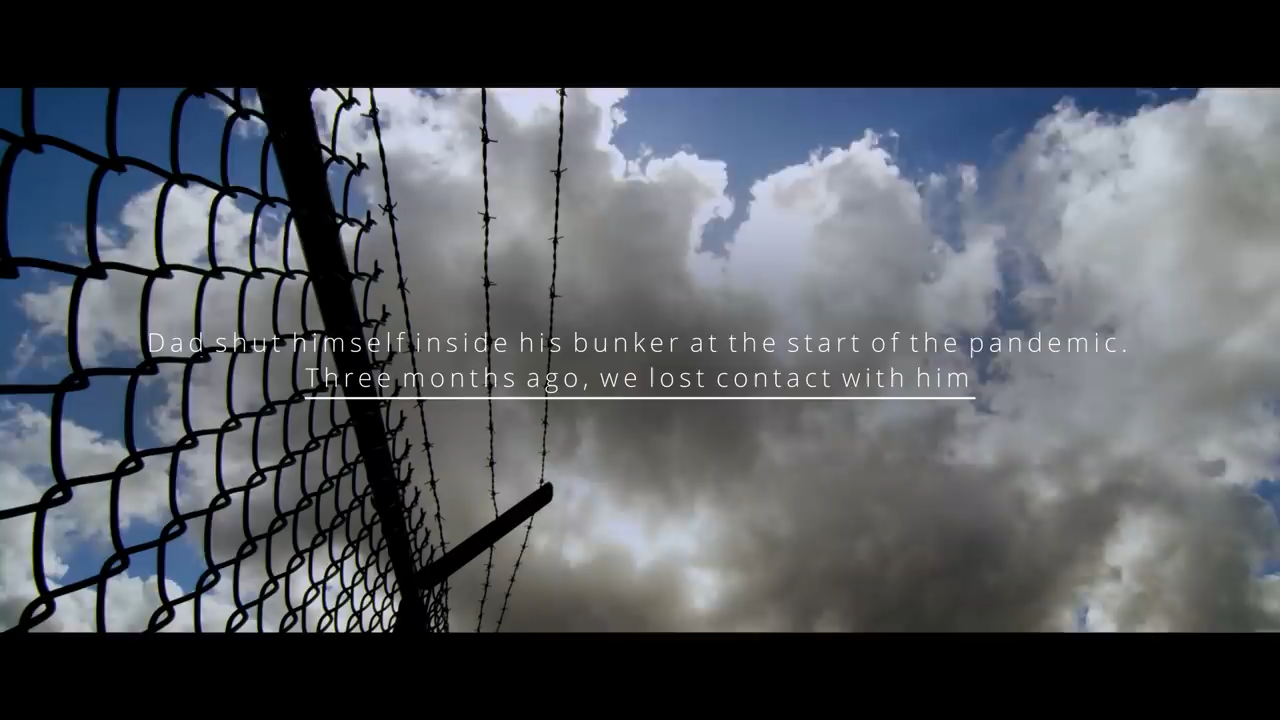 Dad shut himself inside his bunker at the start of the pandemic.
Three months ago, we lost contact with him